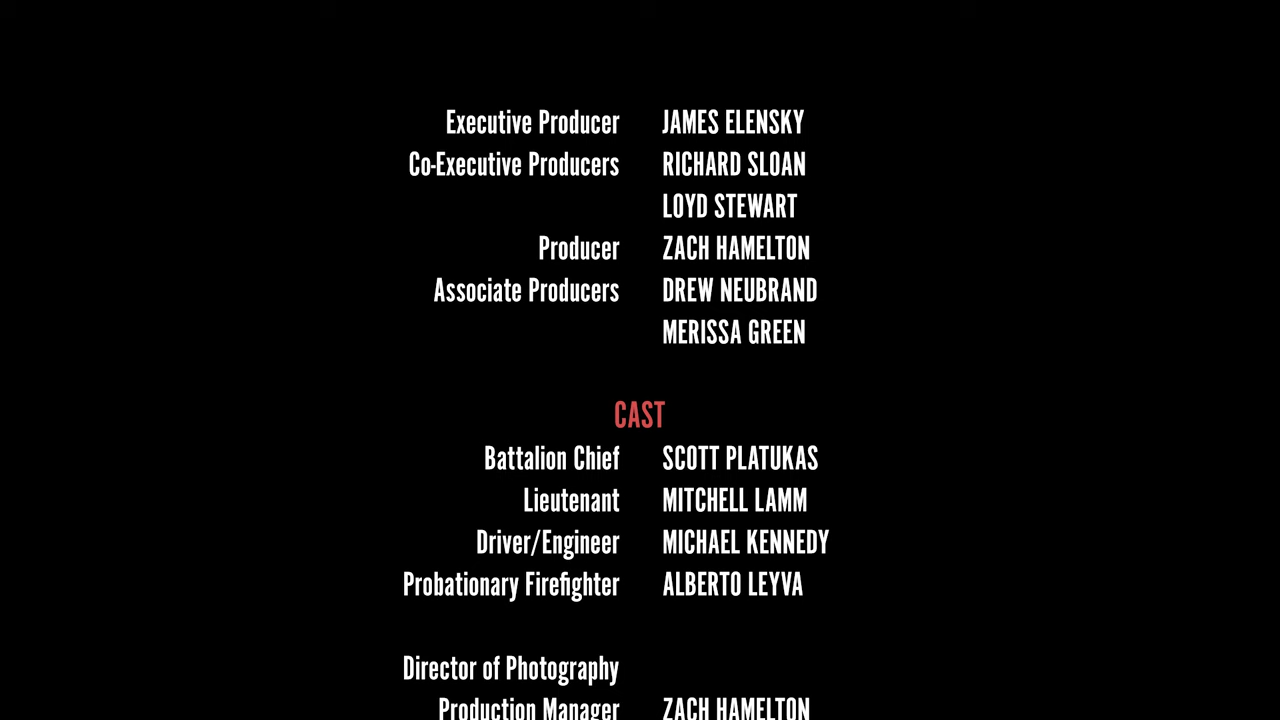 Executive Producer JAMES ELENSKY
Co-Executive Producers RICHARD SLOAN
LOYD STEWART
Producer ZACH HAMELTON
Associate Producers DREW NEUBRAND
MERISSA GREEN
CAST
Battalion Chief SCOTT PLATUKAS
Lieutenant MITCHELL LAMM
Driver/Engineer MICHAEL KENNEDY
Probationary Firefighter ALBERTO LEYVA
Director of Photography
Production Manager ZACH HAMELTON